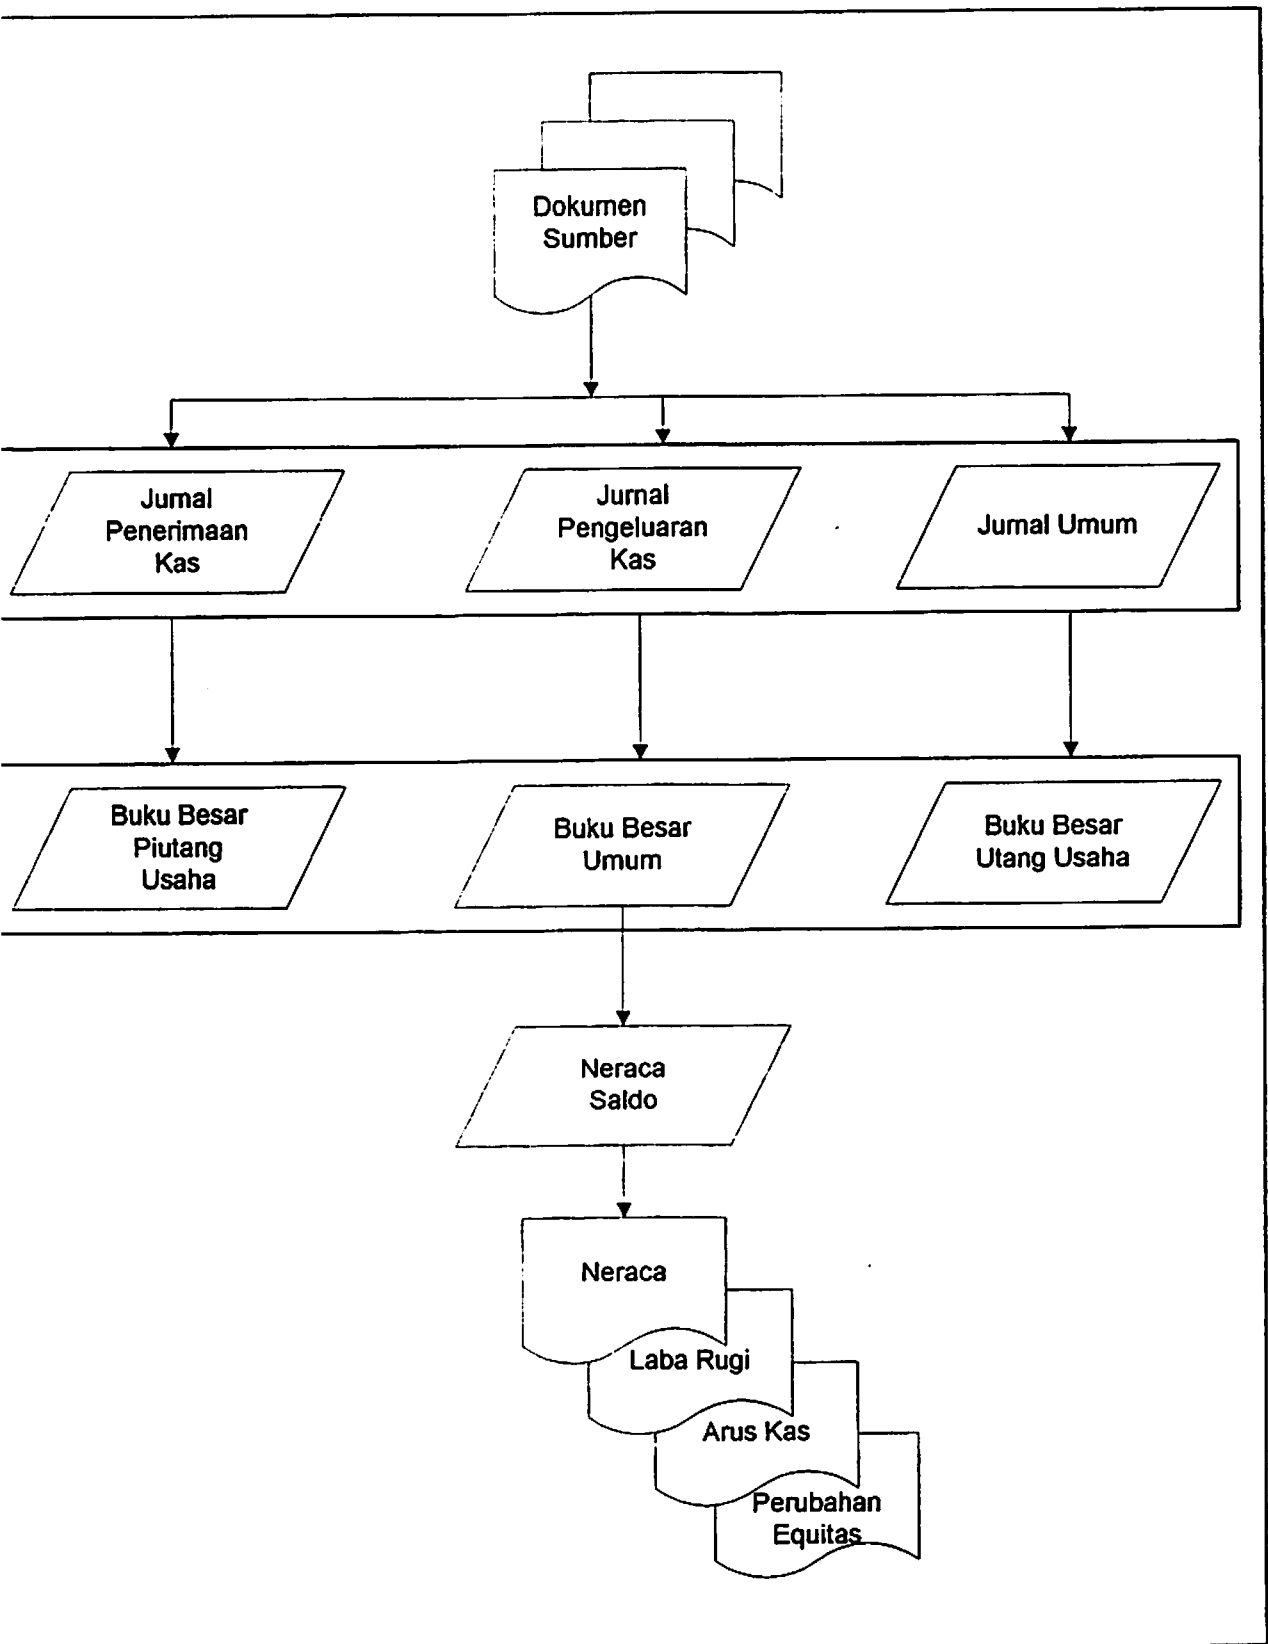 Dokumen
Sumber
Jurnal
Penerimaan
Kas
Jurnal
Pengeluaran
Kas
Jurnal Umum
Buku Besar
Piutang
Usaha
Buku Besar
Umum
Buku Besar
Utang Usaha
Neraca
Saldo
Neraca
Laba Rugi
Arus Kas
Perubahan
Equitas